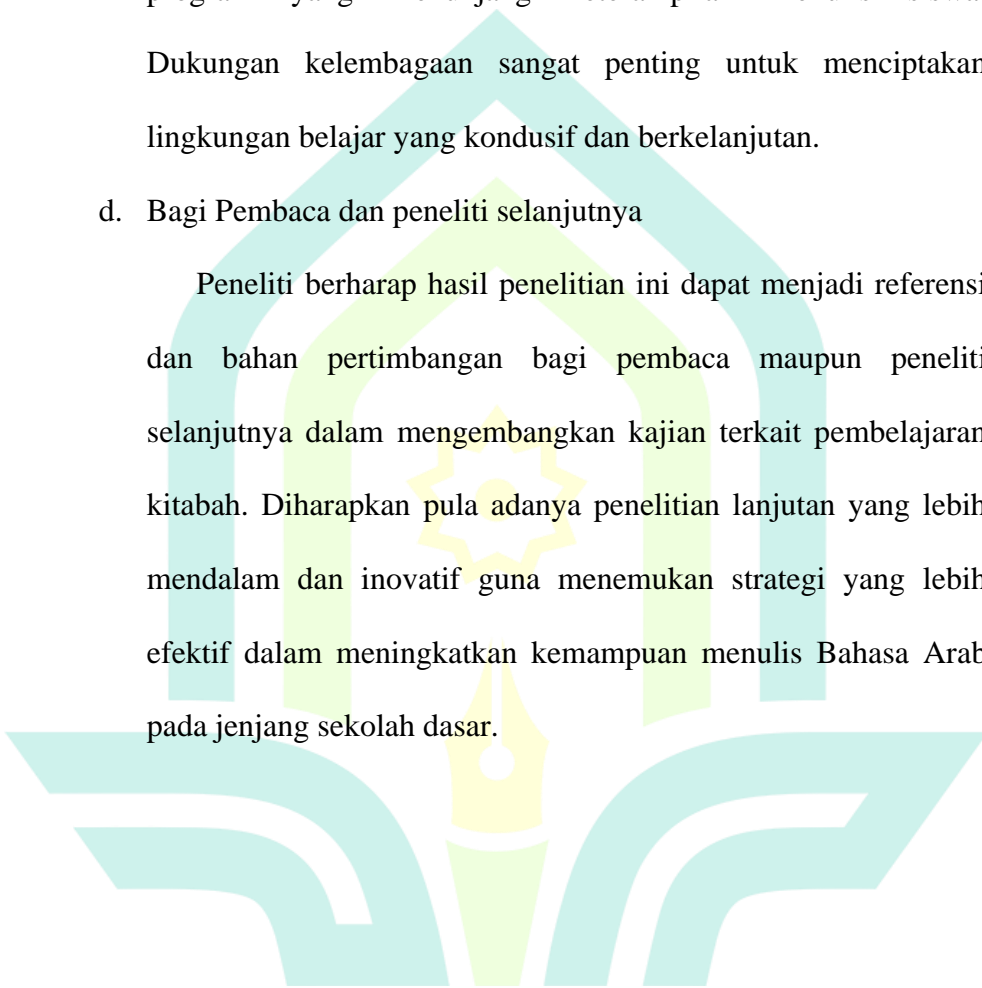 Dukungan kelembagaan sangat penting untuk menciptakan
lingkungan belajar yang kondusif dan berkelanjutan.
d. Bagi Pembaca dan peneliti selanjutnya
Peneliti berharap hasil penelitian ini dapat menjadi referensi
dan bahan pertimbangan bagi pembaca maupun peneliti
selanjutnya dalam mengembangkan kajian terkait pembelajaran
kitabah. Diharapkan pula adanya penelitian lanjutan yang lebih
mendalam dan inovatif guna menemukan strategi yang lebih
efektif dalam meningkatkan kemampuan menulis Bahasa Arab
pada jenjang sekolah dasar.